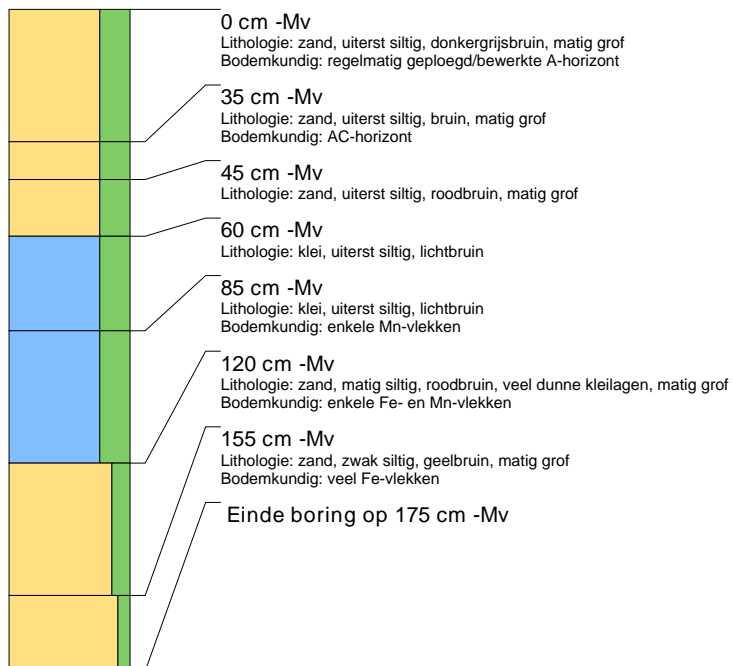 0 cm -Mv
Lithologie: zand, uiterst siltig, donkergrijsbruin, matig grof
Bodemkundig: regelmatig geploegd/bewerkte A-horizont
35 cm -Mv
Lithologie: zand, uiterst siltig, bruin, matig grof
Bodemkundig: AC-horizont
45 cm -Mv
Lithologie: zand, uiterst siltig, roodbruin, matig grof
60 cm -Mv
Lithologie: klei, uiterst siltig, lichtbruin
85 cm -Mv
Lithologie: klei, uiterst siltig, lichtbruin
Bodemkundig: enkele Mn-vlekken
120 cm -Mv
Lithologie: zand, matig siltig, roodbruin, veel dunne kleilagen, matig grof
Bodemkundig: enkele Fe- en Mn-vlekken
155 cm -Mv
Lithologie: zand, zwak siltig, geelbruin, matig grof
Bodemkundig: veel Fe-vlekken
Einde boring op 175 cm -Mv